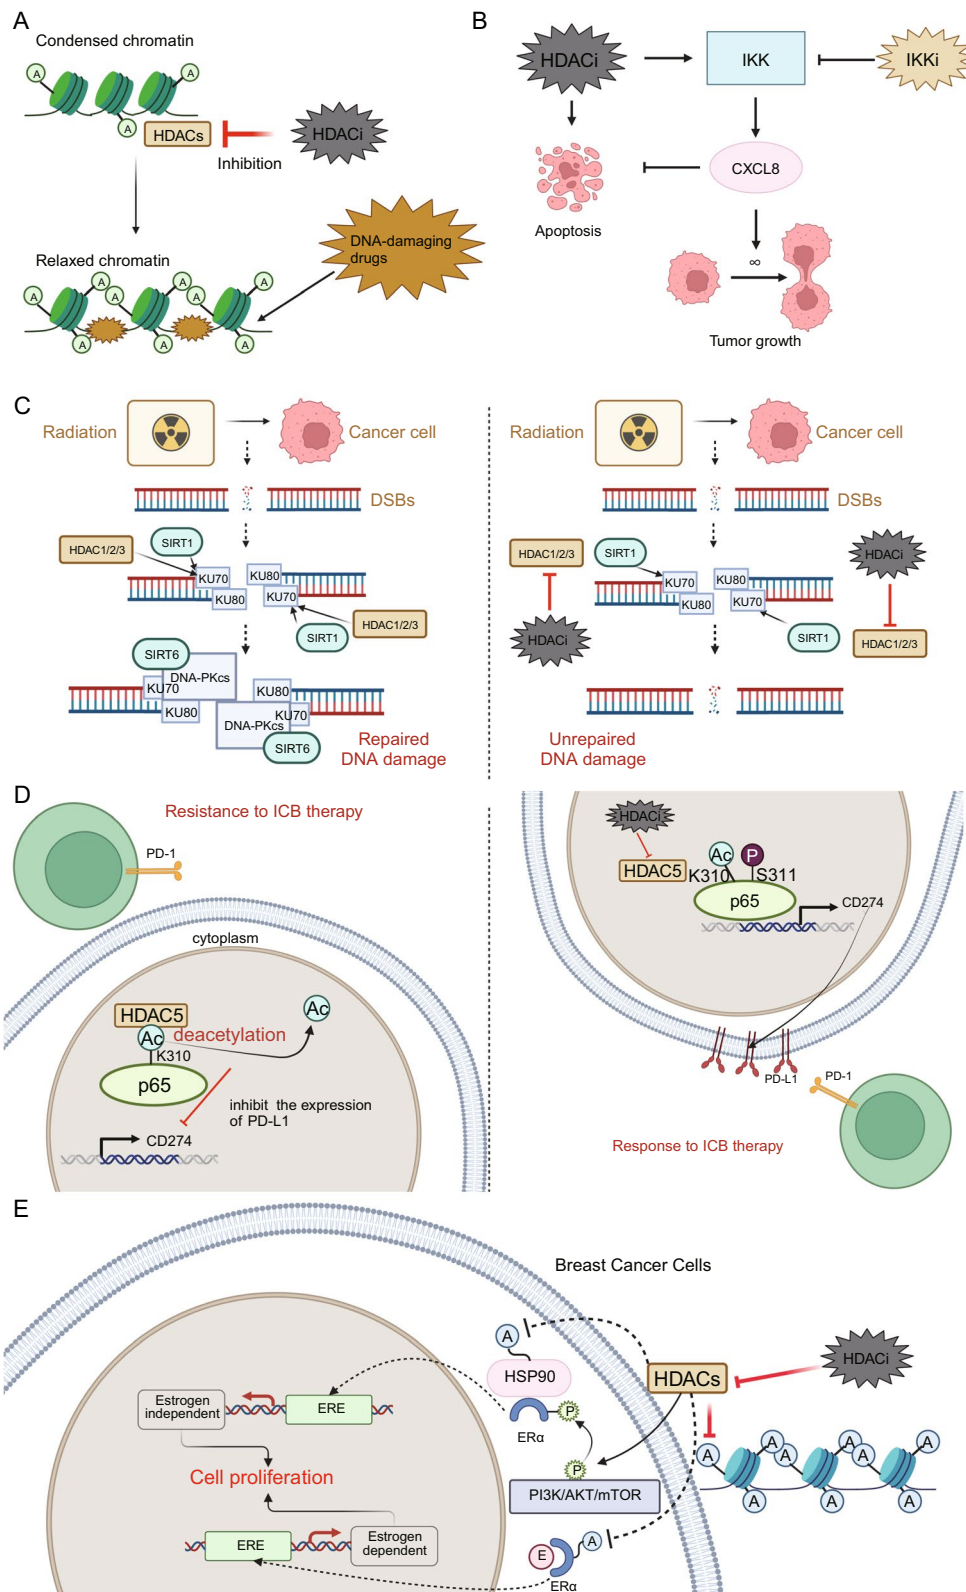 A
Condensed chromatin
A
A
A
HDACs
HDACi
Inhibition
DNA-damaging
drugs
Relaxed chromatin
A
A
A
A
A
A
A
A
B
HDACi
IKK
IKKi
CXCL8
Apoptosis
∞
Tumor growth
C
Radiation
Cancer cell
DSBs
HDAC1/2/3
SIRT1
KU70
KU80
KU80
KU70
HDAC1/2/3
SIRT1
SIRT6
DNA-PKcs
KU70
KU80
KU80
KU70
DNA-PKcs
SIRT6
Repaired
DNA damage
Radiation
Cancer cell
DSBs
HDAC1/2/3
SIRT1
HDACi
KU70
KU80
KU80
KU70
HDACi
SIRT1
HDAC1/2/3
Unrepaired
DNA damage
D
Resistance to ICB therapy
PD-1
cytoplasm
HDAC5
Ac
deacetylation
Ac
K310
p65
inhibit the expression
of PD-L1
CD274
HDACi
HDAC5
Ac
P
K310
S311
p65
CD274
PD-L1
PD-1
Response to ICB therapy
E
Breast Cancer Cells
A
HSP90
HDACs
HDACi
ERα
P
P
PI3K/AKT/mTOR
Estrogen
independent
ERE
Cell proliferation
ERE
Estrogen
dependent
E
A
ERα
A
A
A
A
A
A
A
A